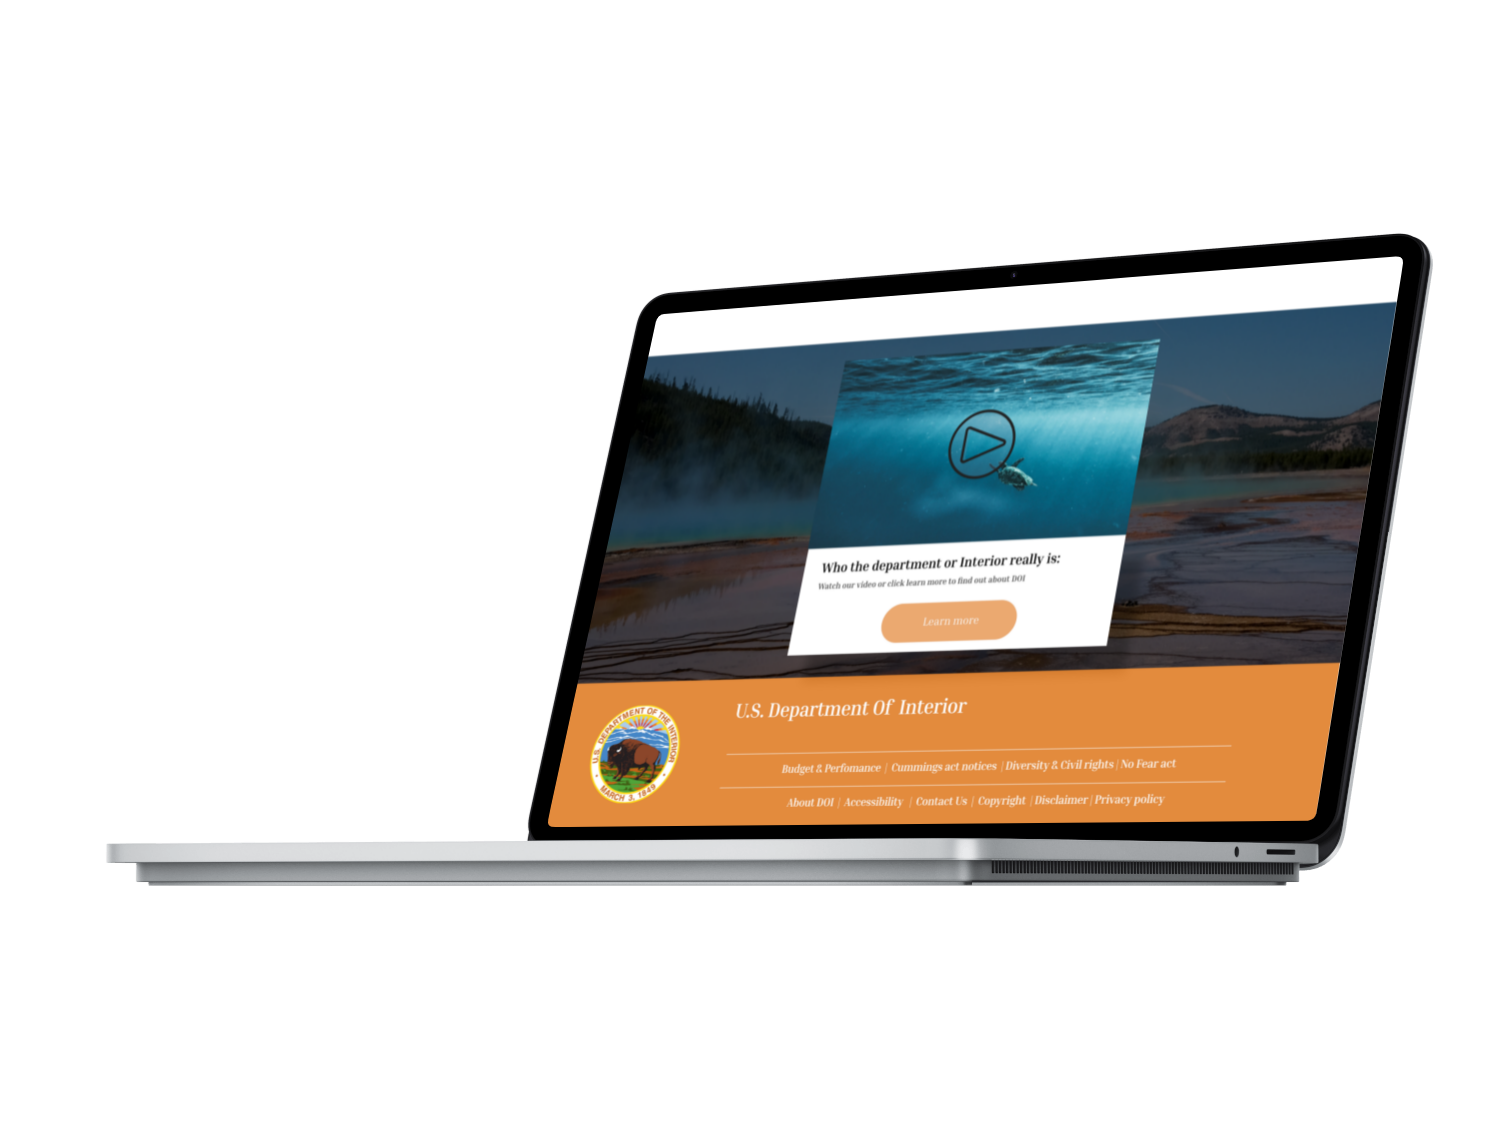 Who the department or Interior really is:
Watch our video or click learn more to find out about DOI
Learn more
U.S. Department Of Interior
U.S. DEPARTMENT OF THE INTERIOR
MARCH 3, 1849
Budget & Perfomance | Cummings act notices | Diversity & Civil rights | No Fear act
About DOI | Accessibility | Contact Us | Copyright | Disclaimer | Privacy policy